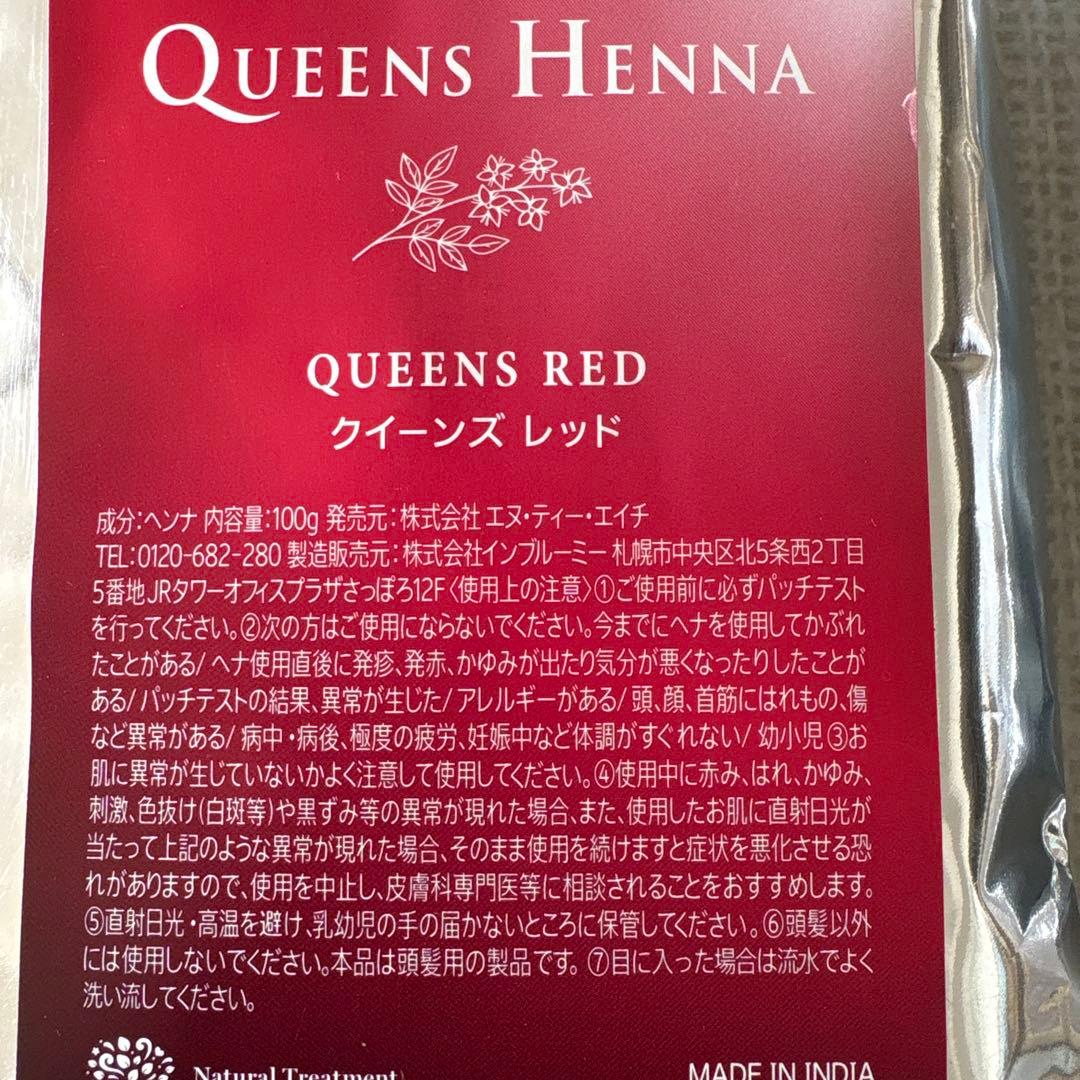 QUEENS HENNA
QUEENS RED
クイーンズ レッド
成分:ヘンナ 内容量:100g 発売元:株式会社 エヌ・ティー・エイチ
TEL:0120-682-280 製造販売元:株式会社インブルーミー 札幌市中央区北5条西2丁目
5番地 JRタワーオフィスプラザさっぽろ12F〈使用上の注意〉①ご使用前に必ずパッチテスト
を行ってください。②次の方はご使用にならないでください。今までにヘナを使用してかぶれ
たことがある/ ヘナ使用直後に発疹、発赤、かゆみが出たり気分が悪くなったりしたことが
ある/ パッチテストの結果、異常が生じた/ アレルギーがある/ 頭、顔、首筋にはれもの、傷
など異常がある/ 病中・病後、極度の疲労、妊娠中など体調がすぐれない/ 幼小児 ③お
肌に異常が生じていないかよく注意して使用してください。④使用中に赤み、はれ、かゆみ、
刺激、色抜け(白斑等)や黒ずみ等の異常が現れた場合、また、使用したお肌に直射日光が
当たって上記のような異常が現れた場合、そのまま使用を続けますと症状を悪化させる恐
れがありますので、使用を中止し、皮膚科専門医等に相談されることをおすすめします。
⑤直射日光・高温を避け、乳幼児の手の届かないところに保管してください。⑥頭髪以外
には使用しないでください。本品は頭髪用の製品です。⑦目に入った場合は流水でよく
洗い流してください。
Natural Treatment
MADE IN INDIA